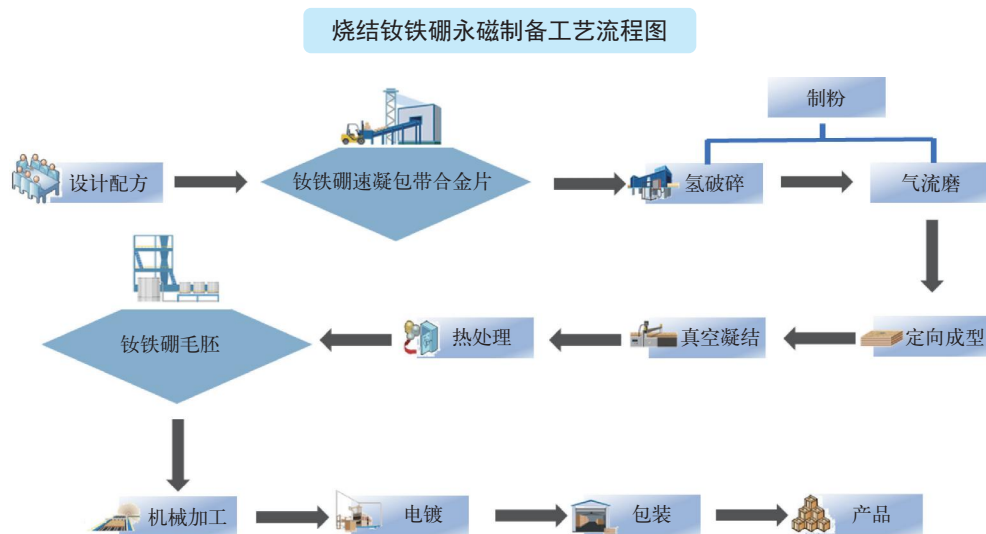 烧结钕铁硼永磁制备工艺流程图
制粉
设计配方
钕铁硼速凝包带合金片
氢破碎
气流磨
定向成型
真空凝结
热处理
钕铁硼毛胚
机械加工
电镀
包装
产品